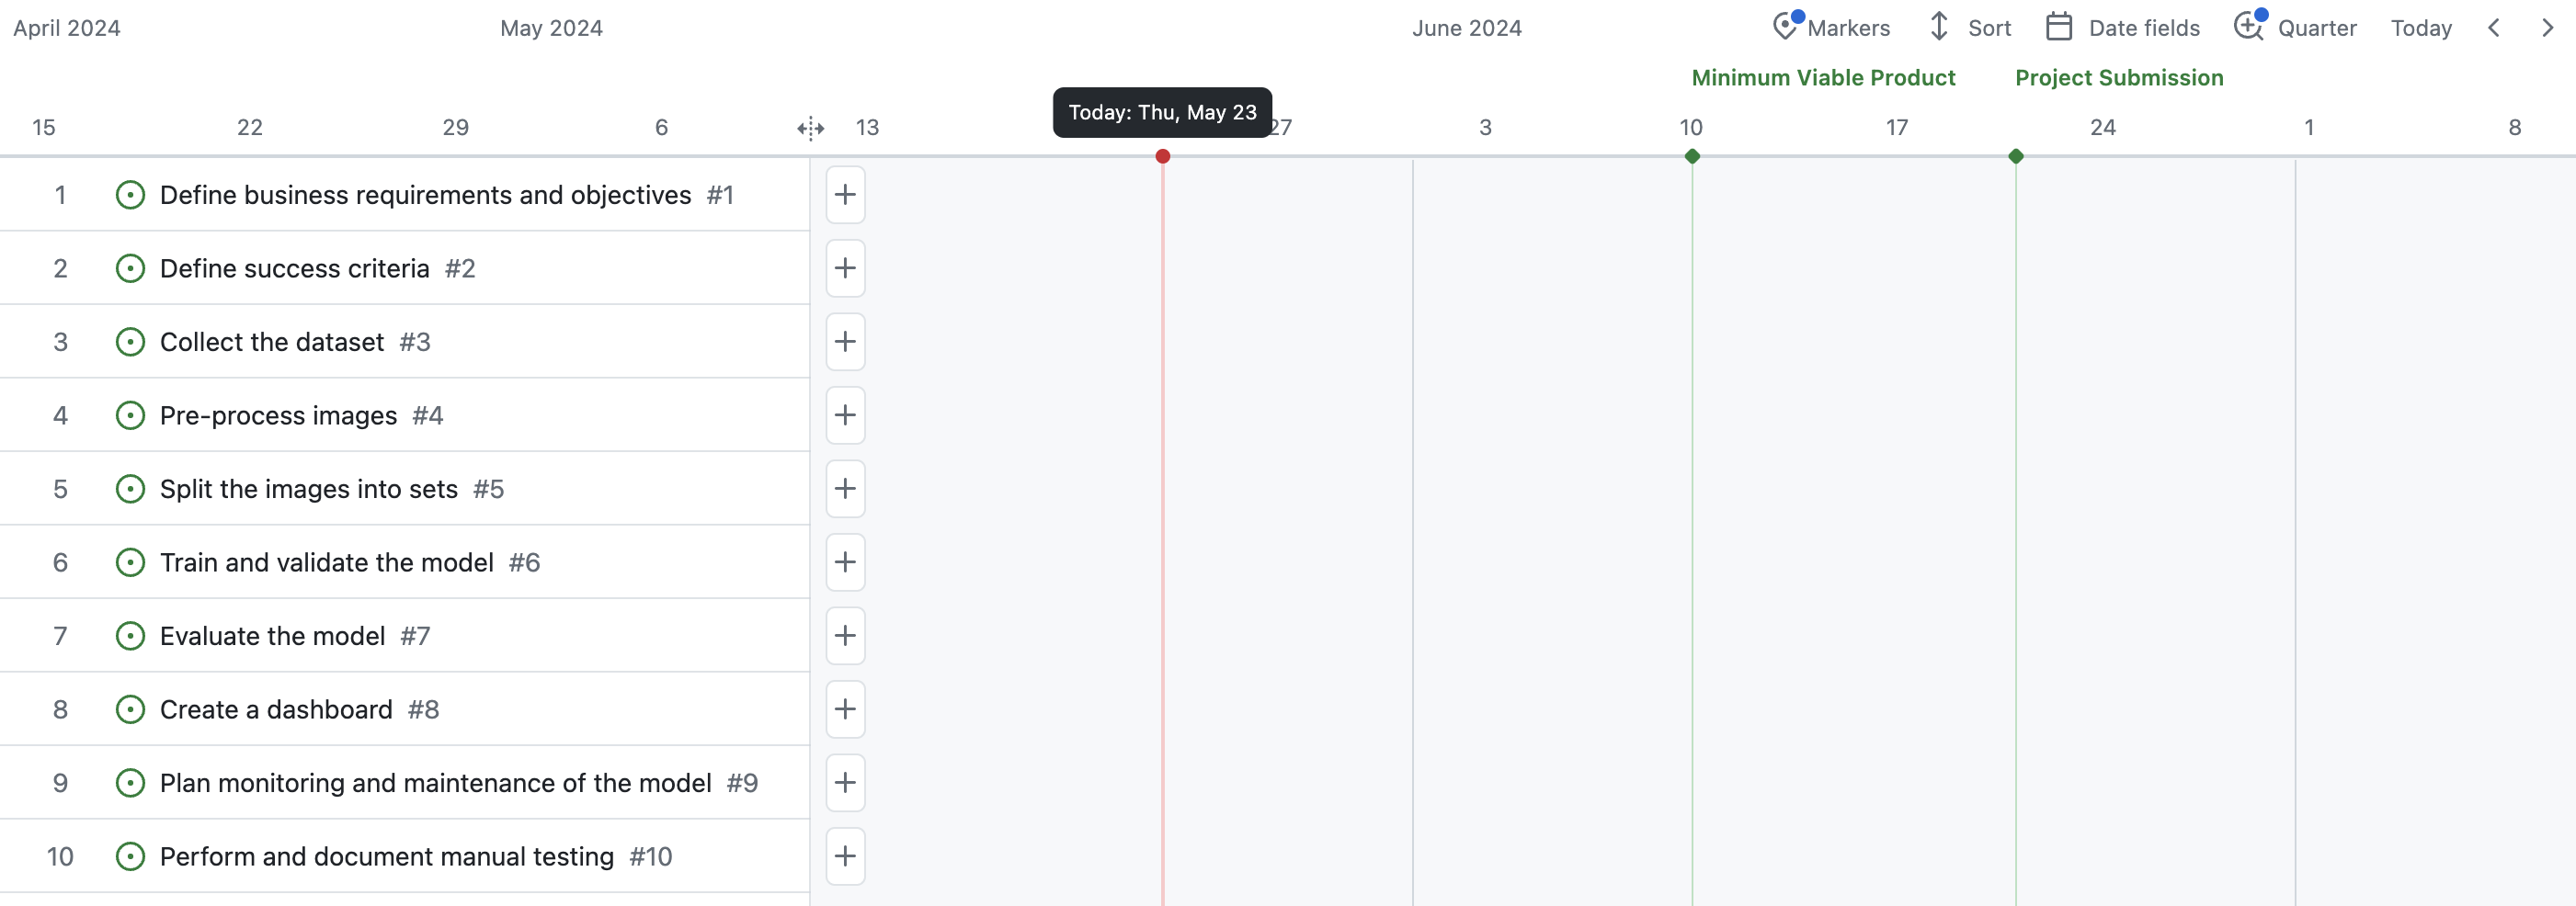 April 2024 May 2024 June 2024 Markers Sort Date fields Quarter Today
Minimum Viable Product Project Submission
Today: Thu, May 23
15 22 29 6 13 27 3 10 17 24 1 8
1 Define business requirements and objectives #1
2 Define success criteria #2
3 Collect the dataset #3
4 Pre-process images #4
5 Split the images into sets #5
6 Train and validate the model #6
7 Evaluate the model #7
8 Create a dashboard #8
9 Plan monitoring and maintenance of the model #9
10 Perform and document manual testing #10